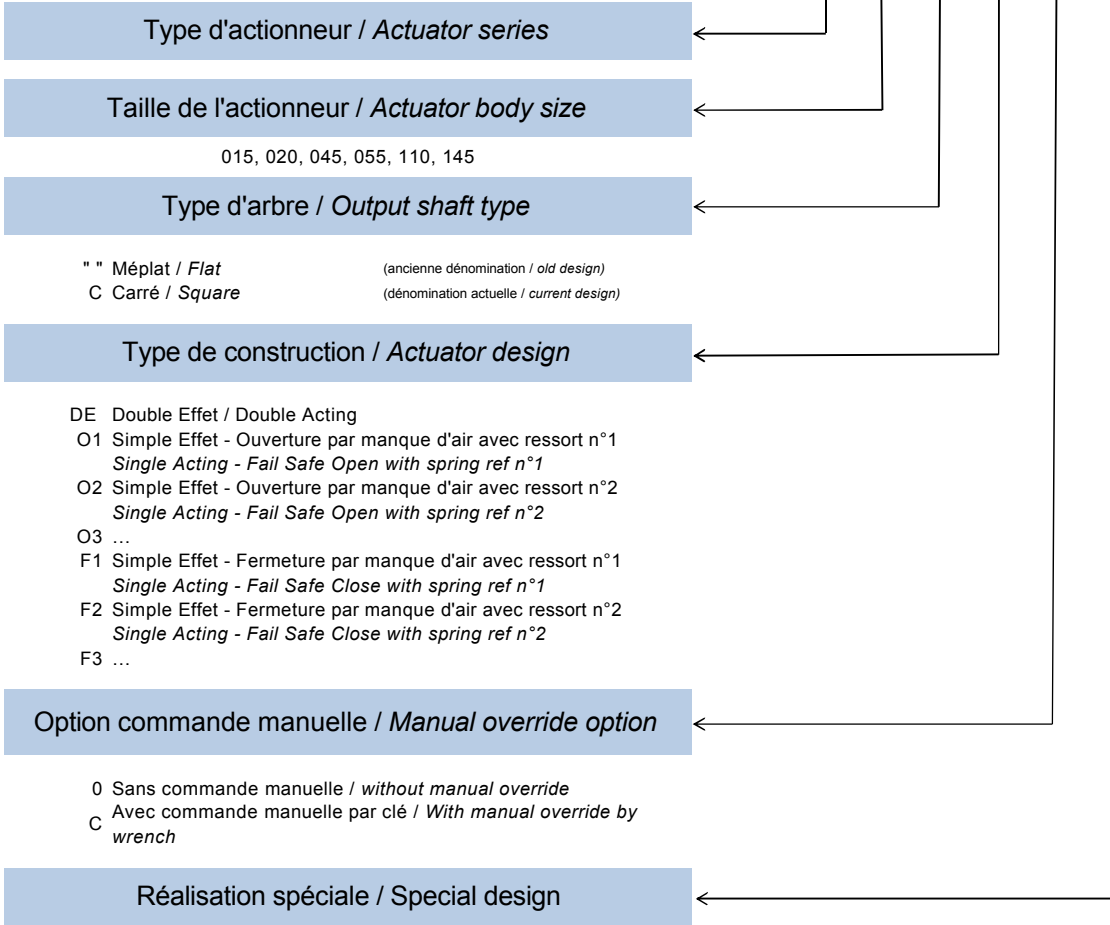 Type d'actionneur / Actuator series
Taille de l'actionneur / Actuator body size
015, 020, 045, 055, 110, 145
Type d'arbre / Output shaft type
" " Méplat / Flat (ancienne dénomination / old design)
C Carré / Square (dénomination actuelle / current design)
Type de construction / Actuator design
DE Double Effet / Double Acting
O1 Simple Effet - Ouverture par manque d'air avec ressort n°1
Single Acting - Fail Safe Open with spring ref n°1
O2 Simple Effet - Ouverture par manque d'air avec ressort n°2
Single Acting - Fail Safe Open with spring ref n°2
O3 …
F1 Simple Effet - Fermeture par manque d'air avec ressort n°1
Single Acting - Fail Safe Close with spring ref n°1
F2 Simple Effet - Fermeture par manque d'air avec ressort n°2
Single Acting - Fail Safe Close with spring ref n°2
F3 …
Option commande manuelle / Manual override option
0 Sans commande manuelle / without manual override
C Avec commande manuelle par clé / With manual override by
wrench
Réalisation spéciale / Special design